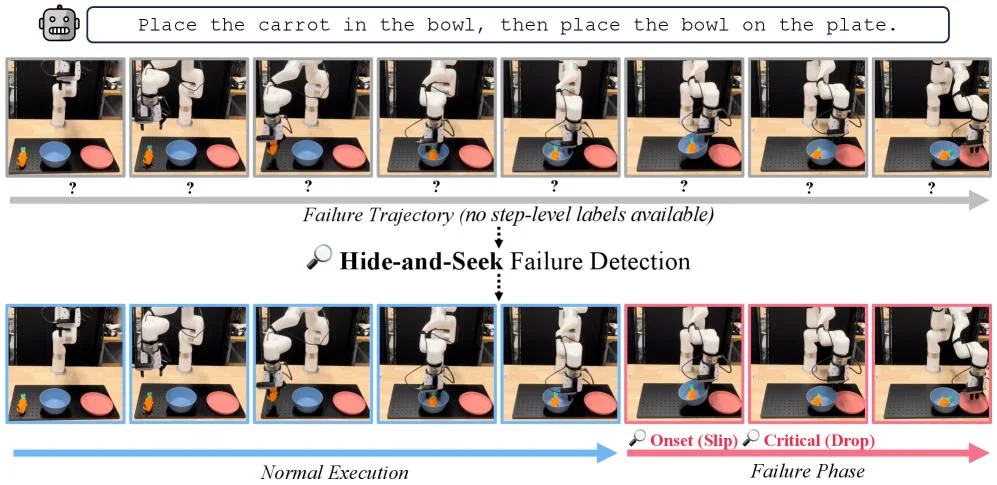 Place the carrot in the bowl, then place the bowl on the plate.
? ? ? ? ? ? ? ?
Failure Trajectory (no step-level labels available)
Hide-and-Seek Failure Detection
Onset (Slip) Critical (Drop)
Normal Execution Failure Phase